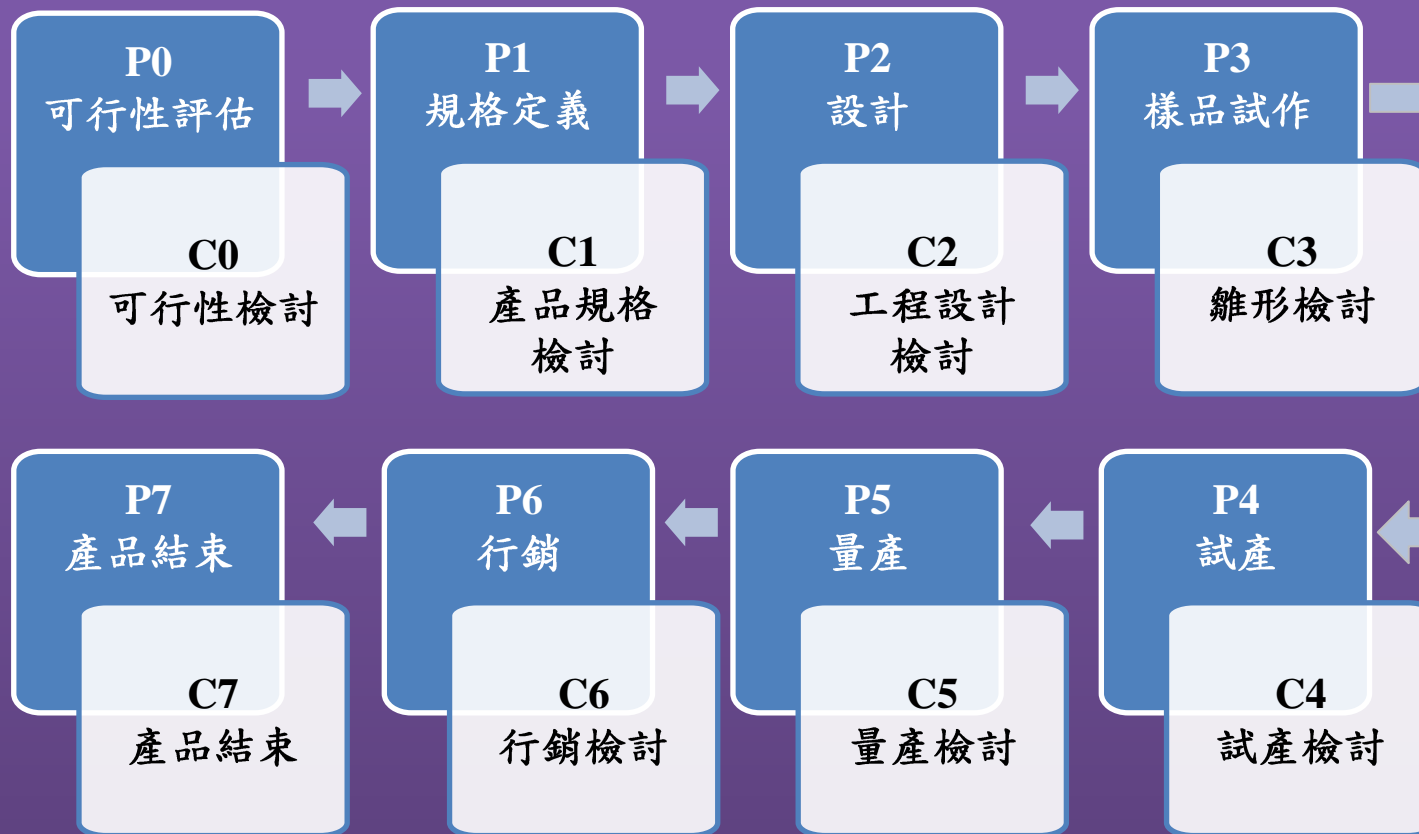 P0
可行性評估
C0
可行性檢討
P1
規格定義
C1
產品規格
檢討
P2
設計
C2
工程設計
檢討
P3
樣品試作
C3
雛形檢討
P7
產品結束
C7
產品結束
P6
行銷
C6
行銷檢討
P5
量產
C5
量產檢討
P4
試產
C4
試產檢討